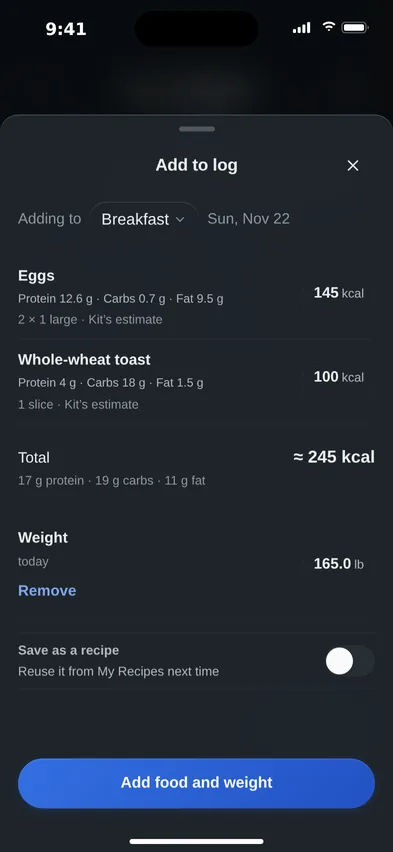 9:41
Add to log
Adding to Breakfast Sun, Nov 22
Eggs
Protein 12.6 g · Carbs 0.7 g · Fat 9.5 g
145 kcal
2 × 1 large · Kit's estimate
Whole-wheat toast
Protein 4 g · Carbs 18 g · Fat 1.5 g
100 kcal
1 slice · Kit's estimate
Total
≈ 245 kcal
17 g protein · 19 g carbs · 11 g fat
Weight
today
165.0 lb
Remove
Save as a recipe
Reuse it from My Recipes next time
Add food and weight